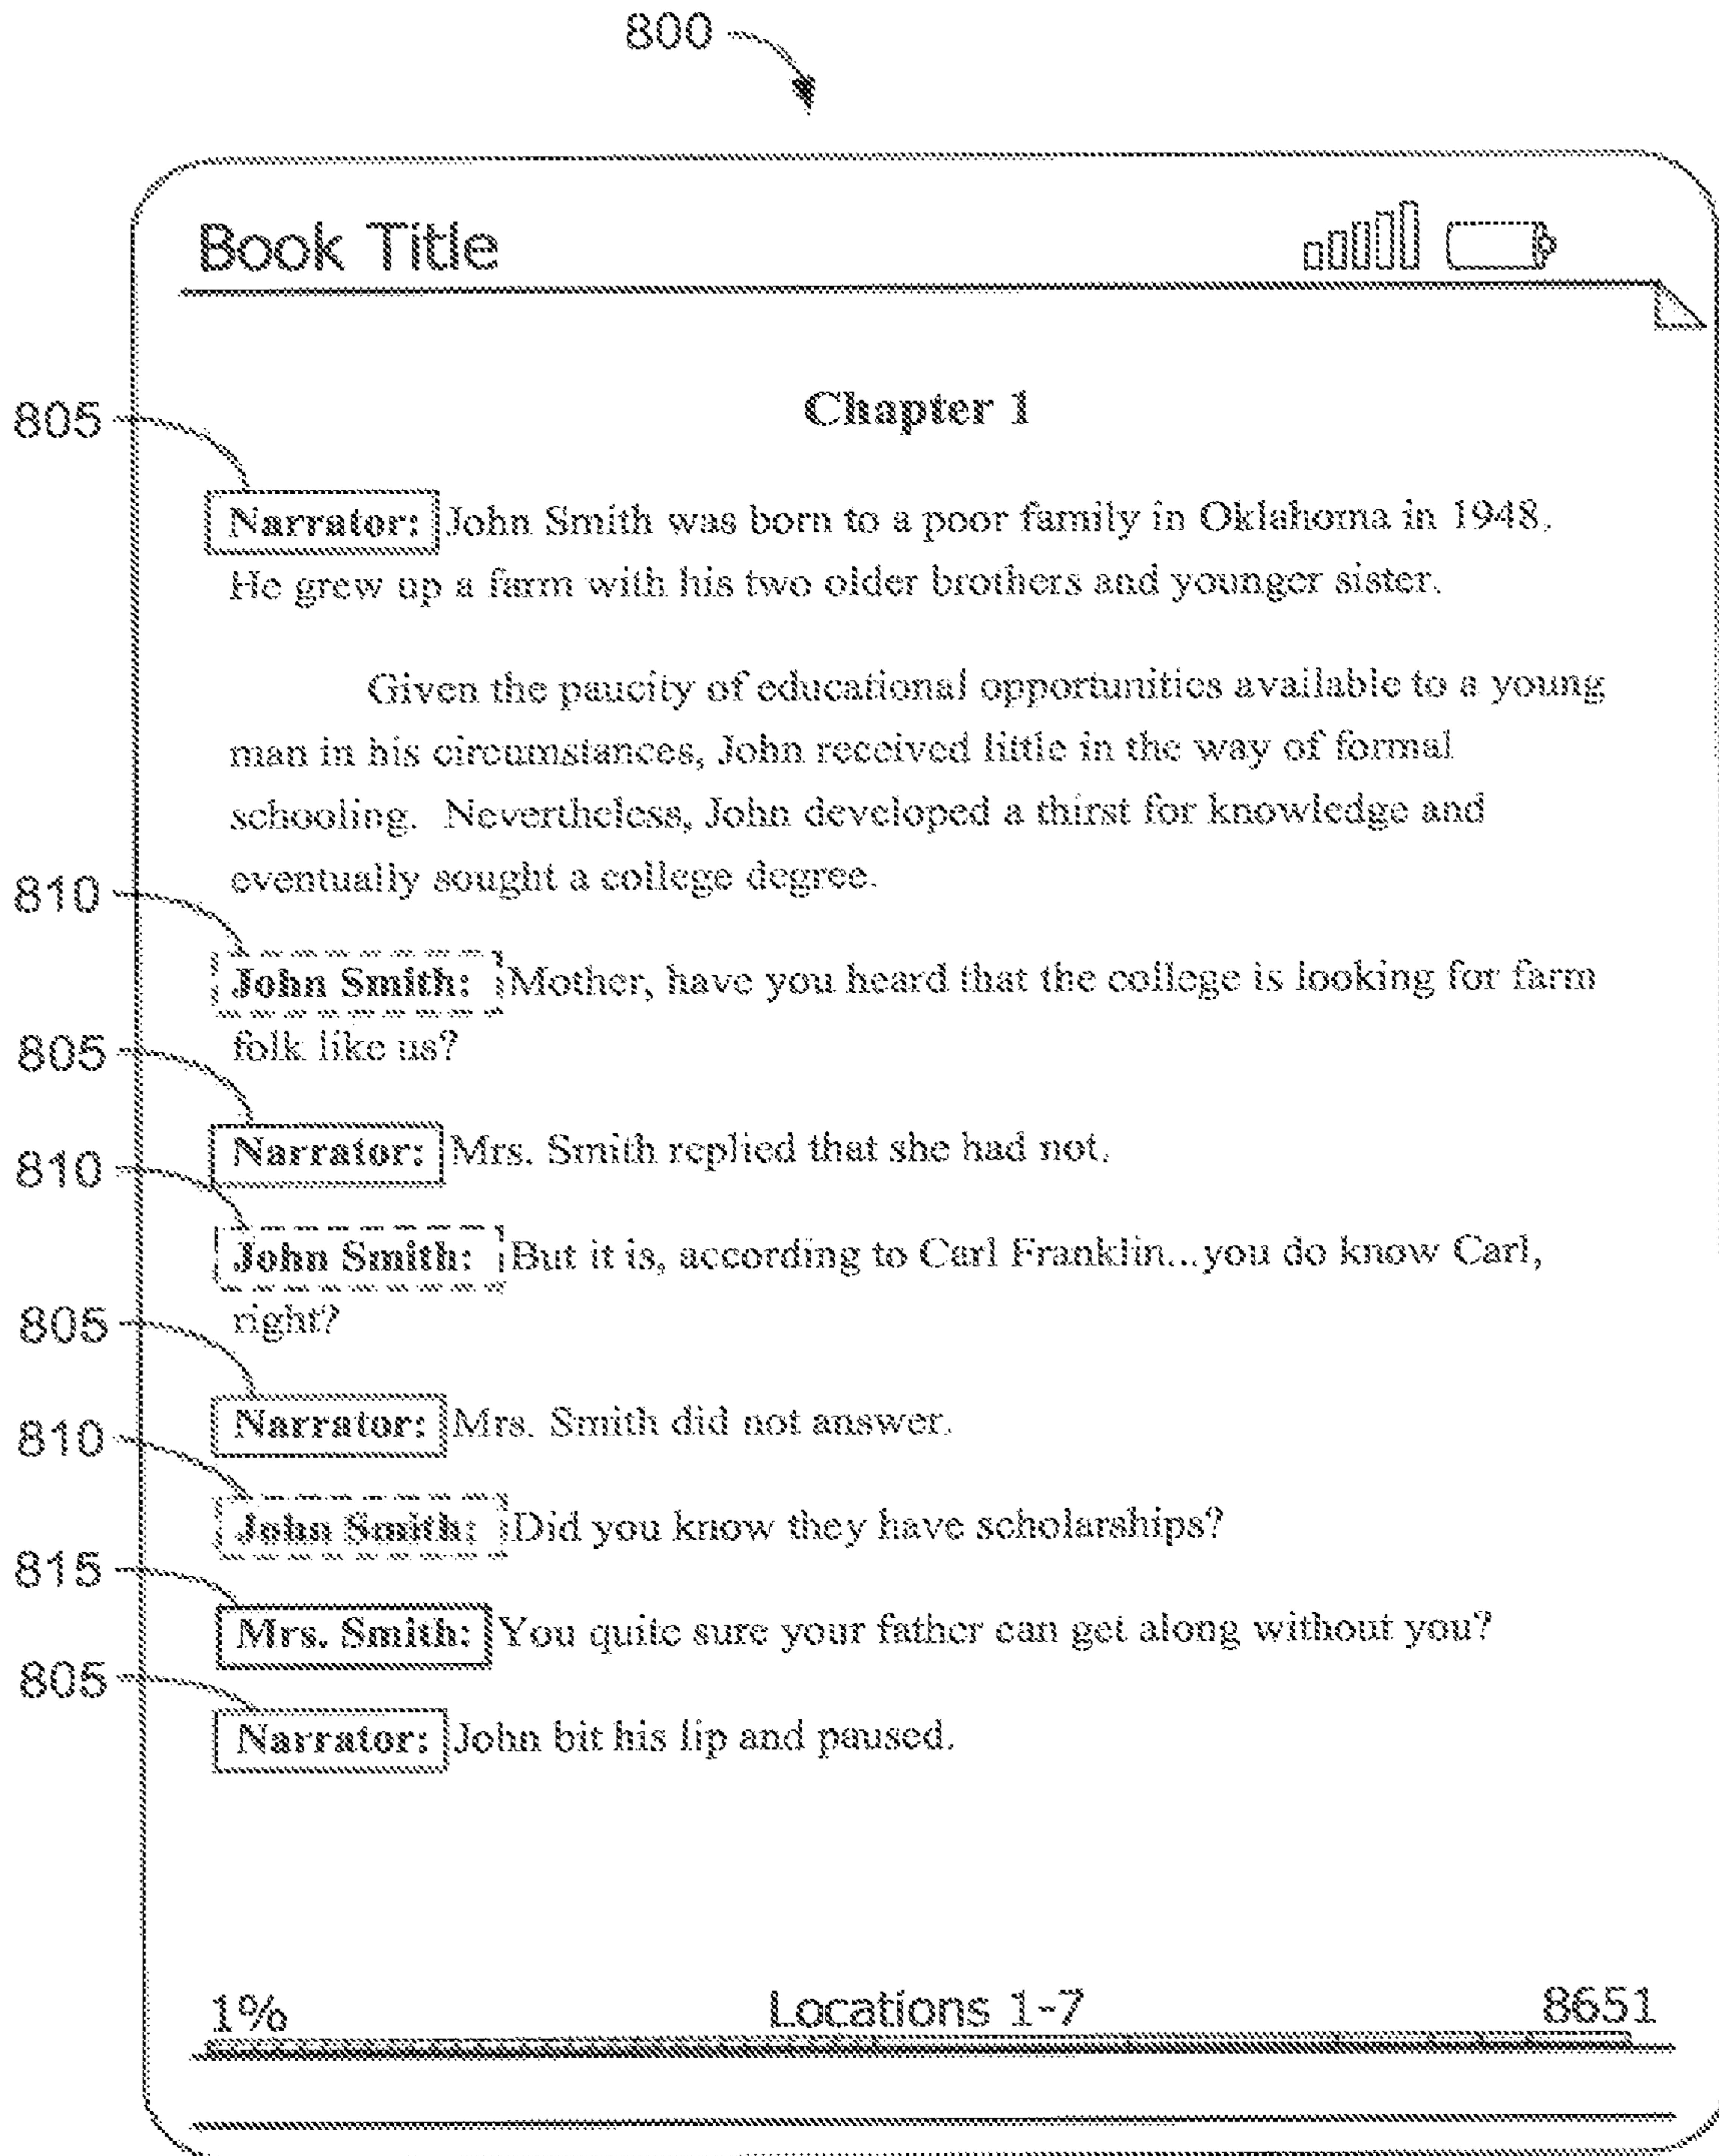 800
Book Title
Chapter 1
805
Narrator: John Smith was born to a poor family in Oklahoma in 1948.
He grew up a farm with his two older brothers and younger sister.
Given the paucity of educational opportunities available to a young
man in his circumstances, John received little in the way of formal
schooling. Nevertheless, John developed a thirst for knowledge and
810
eventually sought a college degree.
John Smith: Mother, have you heard that the college is looking for farm
805
folk like us?
810
Narrator: Mrs. Smith replied that she had not.
John Smith: But it is, according to Carl Franklin...you do know Carl,
805
right?
810
Narrator: Mrs. Smith did not answer.
John Smith: Did you know they have scholarships?
815
Mrs. Smith: You quite sure your father can get along without you?
805
Narrator: John bit his lip and paused.
1% Locations 1-7 8651